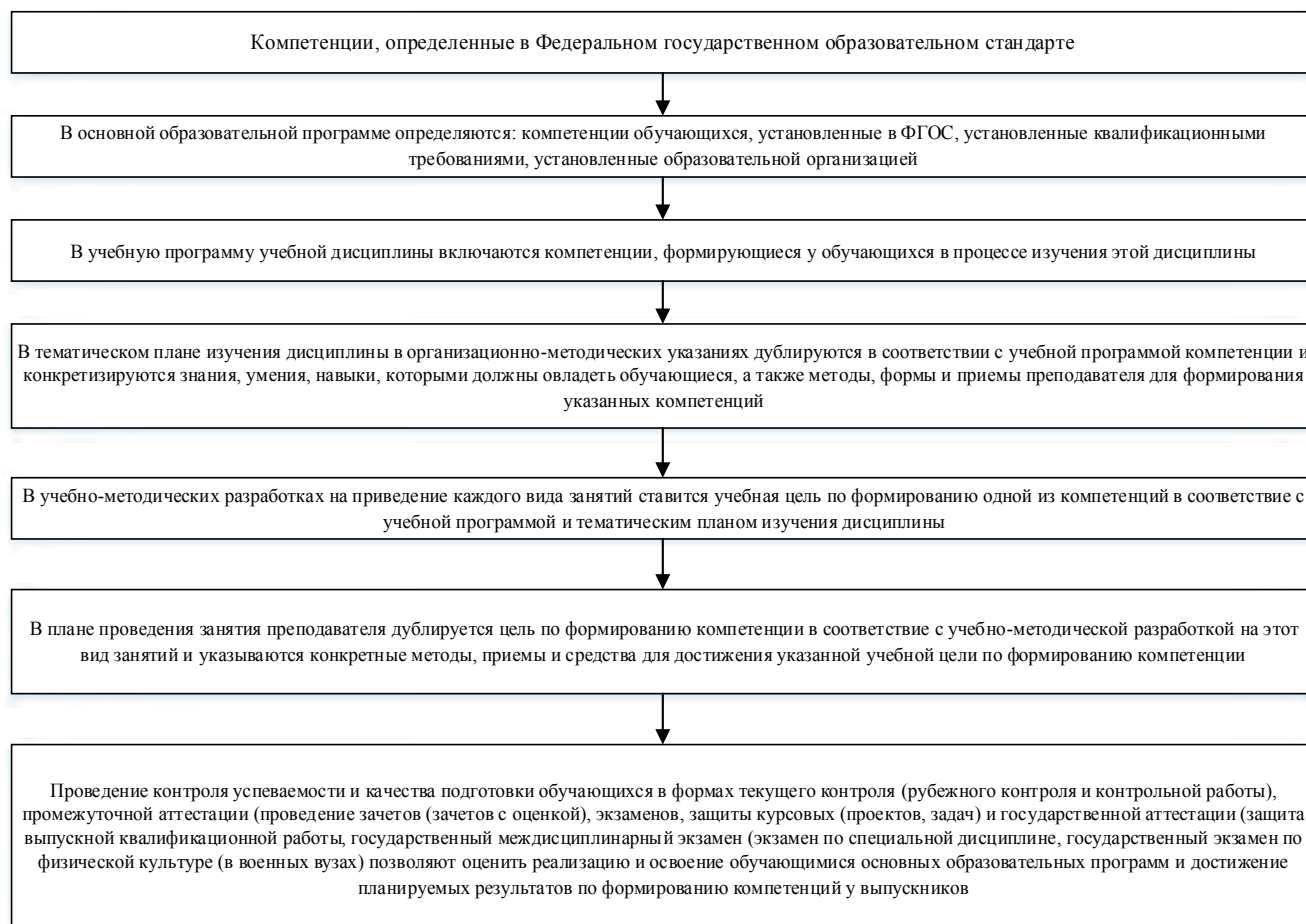 Компетенции, определенные в Федеральном государственном образовательном стандарте
В основной образовательной программе определяются: компетенции обучающихся, установленные в ФГОС, установленные квалификационными
требованиями, установленные образовательной организацией
В учебную программу учебной дисциплины включаются компетенции, формирующиеся у обучающихся в процессе изучения этой дисциплины
В тематическом плане изучения дисциплины в организационно-методических указаниях дублируются в соответствии с учебной программой компетенции и
конкретизируются знания, умения, навыки, которыми должны овладеть обучающиеся, а также методы, формы и приемы преподавателя для формирования
указанных компетенций
В учебно-методических разработках на приведение каждого вида занятий ставится учебная цель по формированию одной из компетенций в соответствие с
учебной программой и тематическим планом изучения дисциплины
В плане проведения занятия преподавателя дублируется цель по формированию компетенции в соответствие с учебно-методической разработкой на этот
вид занятий и указываются конкретные методы, приемы и средства для достижения указанной учебной цели по формированию компетенции
Проведение контроля успеваемости и качества подготовки обучающихся в формах текущего контроля (рубежного контроля и контрольной работы),
промежуточной аттестации (проведение зачетов (зачетов с оценкой), экзаменов, защиты курсовых (проектов, задач) и государственной аттестации (защита
выпускной квалификационной работы, государственный междисциплинарный экзамен (экзамен по специальной дисциплине, государственный экзамен по
физической культуре (в военных вузах) позволяют оценить реализацию и освоение обучающимися основных образовательных программ и достижение
планируемых результатов по формированию компетенций у выпускников